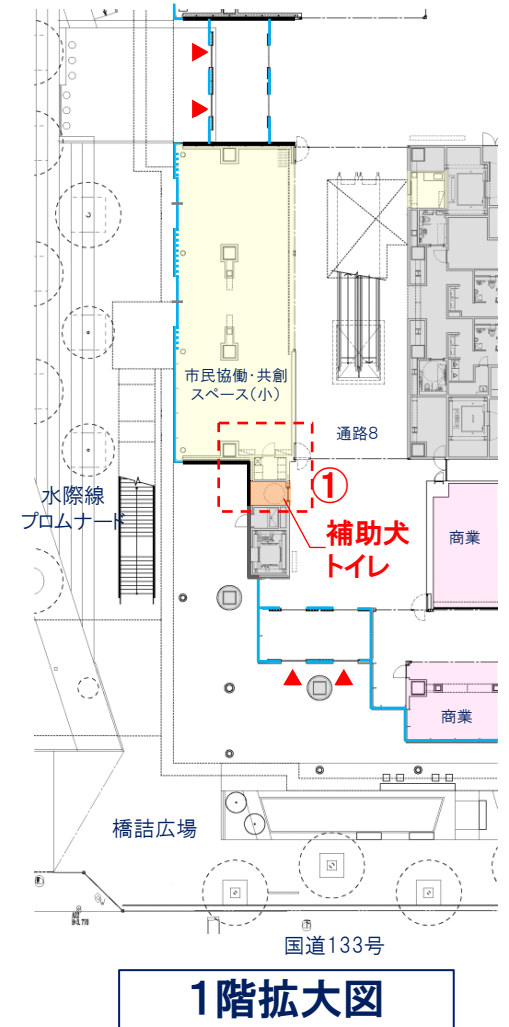 市民協働・共創
スペース(小)
通路8
①
水際線
プロムナード
補助犬
トイレ
商業
商業
橋詰広場
国道133号
1階拡大図